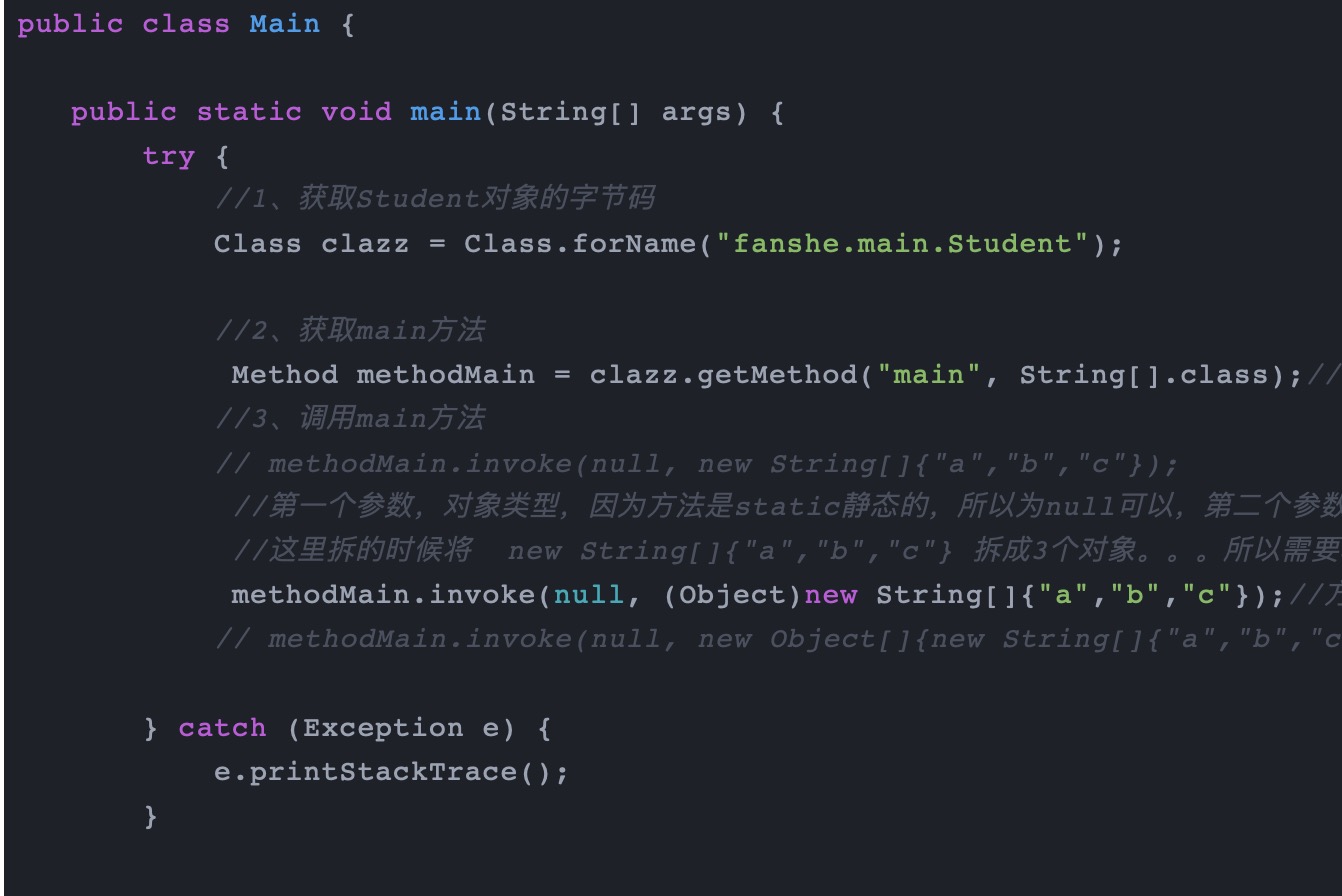 public class Main {
public static void main(String[] args) {
try {
//1、获取Student对象的字节码
Class clazz = Class.forName("fanshe.main.Student");
//2、获取main方法
Method methodMain = clazz.getMethod("main", String[].class);//
//3、调用main方法
// methodMain.invoke(null, new String[]{"a","b","c"});
//第一个参数，对象类型，因为方法是static静态的，所以为null可以，第二个参数
//这里拆的时候将 new String[]{"a","b","c"} 拆成3个对象。。。所以需要
methodMain.invoke(null, (Object)new String[]{"a","b","c"});//方
// methodMain.invoke(null, new Object[]{new String[]{"a","b","c
} catch (Exception e) {
e.printStackTrace();
}